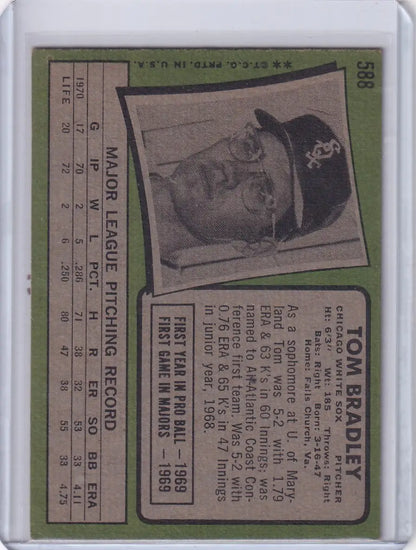 588
**©T.C.G. PRTD. IN U.S.A.
TOM BRADLEY
CHICAGO WHITE SOX PITCHER
Ht: 6'3" Wt: 185 Throws: Right
Bats: Right Born: 3-16-47
Home: Falls Church, Va.
As a sophomore at U. of Mary-
land Tom was 5-2 with 1.79
ERA & 63 K's in 60 Innings; was
named to All-Atlantic Coast Con-
ference first team. Was 5-2 with
0.76 ERA & 65 K's in 47 Innings
in junior year, 1968.
FIRST YEAR IN PRO BALL — 1969
FIRST GAME IN MAJORS — 1969
SOX
MAJOR LEAGUE PITCHING RECORD
G IP W L PCT. H R ER SO BB ERA
1970 17 70 2 5 .286 71 38 32 53 33 4.11
LIFE 20 72 2 6 .250 80 47 38 55 33 4.75